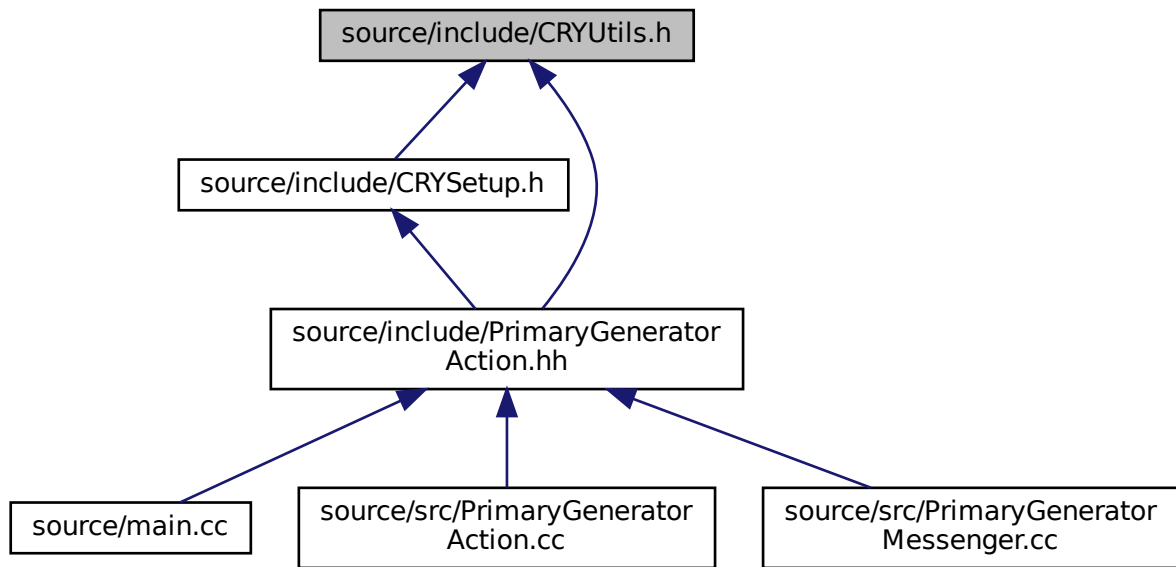 source/include/CRYUtils.h
source/include/CRYSetup.h
source/include/PrimaryGenerator
Action.hh
source/main.cc
source/src/PrimaryGenerator
Action.cc
source/src/PrimaryGenerator
Messenger.cc